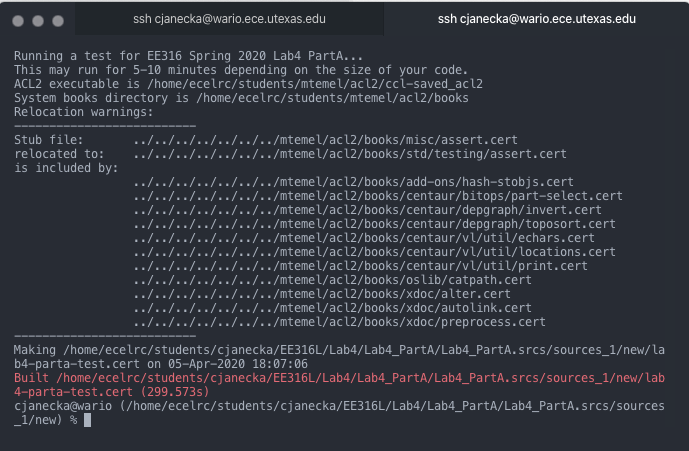 ssh cjanecka@wario.ece.utexas.edu ssh cjanecka@wario.ece.utexas.edu
Running a test for EE316 Spring 2020 Lab4 PartA...
This may run for 5-10 minutes depending on the size of your code.
ACL2 executable is /home/ecelrc/students/mtemel/acl2/ccl-saved_acl2
System books directory is /home/ecelrc/students/mtemel/acl2/books
Relocation warnings:
--------------------------
Stub file: ../../../../../../mtemel/acl2/books/misc/assert.cert
relocated to: ../../../../../../mtemel/acl2/books/std/testing/assert.cert
is included by:
../../../../../../mtemel/acl2/books/add-ons/hash-stobjs.cert
../../../../../../mtemel/acl2/books/centaur/bitops/part-select.cert
../../../../../../mtemel/acl2/books/centaur/depgraph/invert.cert
../../../../../../mtemel/acl2/books/centaur/depgraph/toposort.cert
../../../../../../mtemel/acl2/books/centaur/vl/util/echars.cert
../../../../../../mtemel/acl2/books/centaur/vl/util/locations.cert
../../../../../../mtemel/acl2/books/centaur/vl/util/print.cert
../../../../../../mtemel/acl2/books/oslib/catpath.cert
../../../../../../mtemel/acl2/books/xdoc/alter.cert
../../../../../../mtemel/acl2/books/xdoc/autolink.cert
../../../../../../mtemel/acl2/books/xdoc/preprocess.cert
--------------------------
Making /home/ecelrc/students/cjanecka/EE316L/Lab4/Lab4_PartA/Lab4_PartA.srcs/sources_1/new/la
b4-parta-test.cert on 05-Apr-2020 18:07:06
Built /home/ecelrc/students/cjanecka/EE316L/Lab4/Lab4_PartA/Lab4_PartA.srcs/sources_1/new/lab
4-parta-test.cert (299.573s)
cjanecka@wario (/home/ecelrc/students/cjanecka/EE316L/Lab4/Lab4_PartA/Lab4_PartA.srcs/sources
_1/new) %